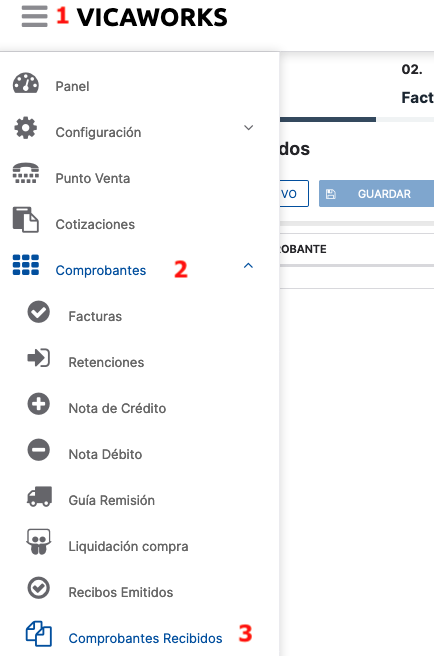 1 VICAWORKS
02.
Panel
Fact
Configuración
dos
Punto Venta
VO
GUARDAR
Cotizaciones
OBANTE
Comprobantes 2
Facturas
Retenciones
Nota de Crédito
Nota Débito
Guía Remisión
Liquidación compra
Recibos Emitidos
Comprobantes Recibidos 3